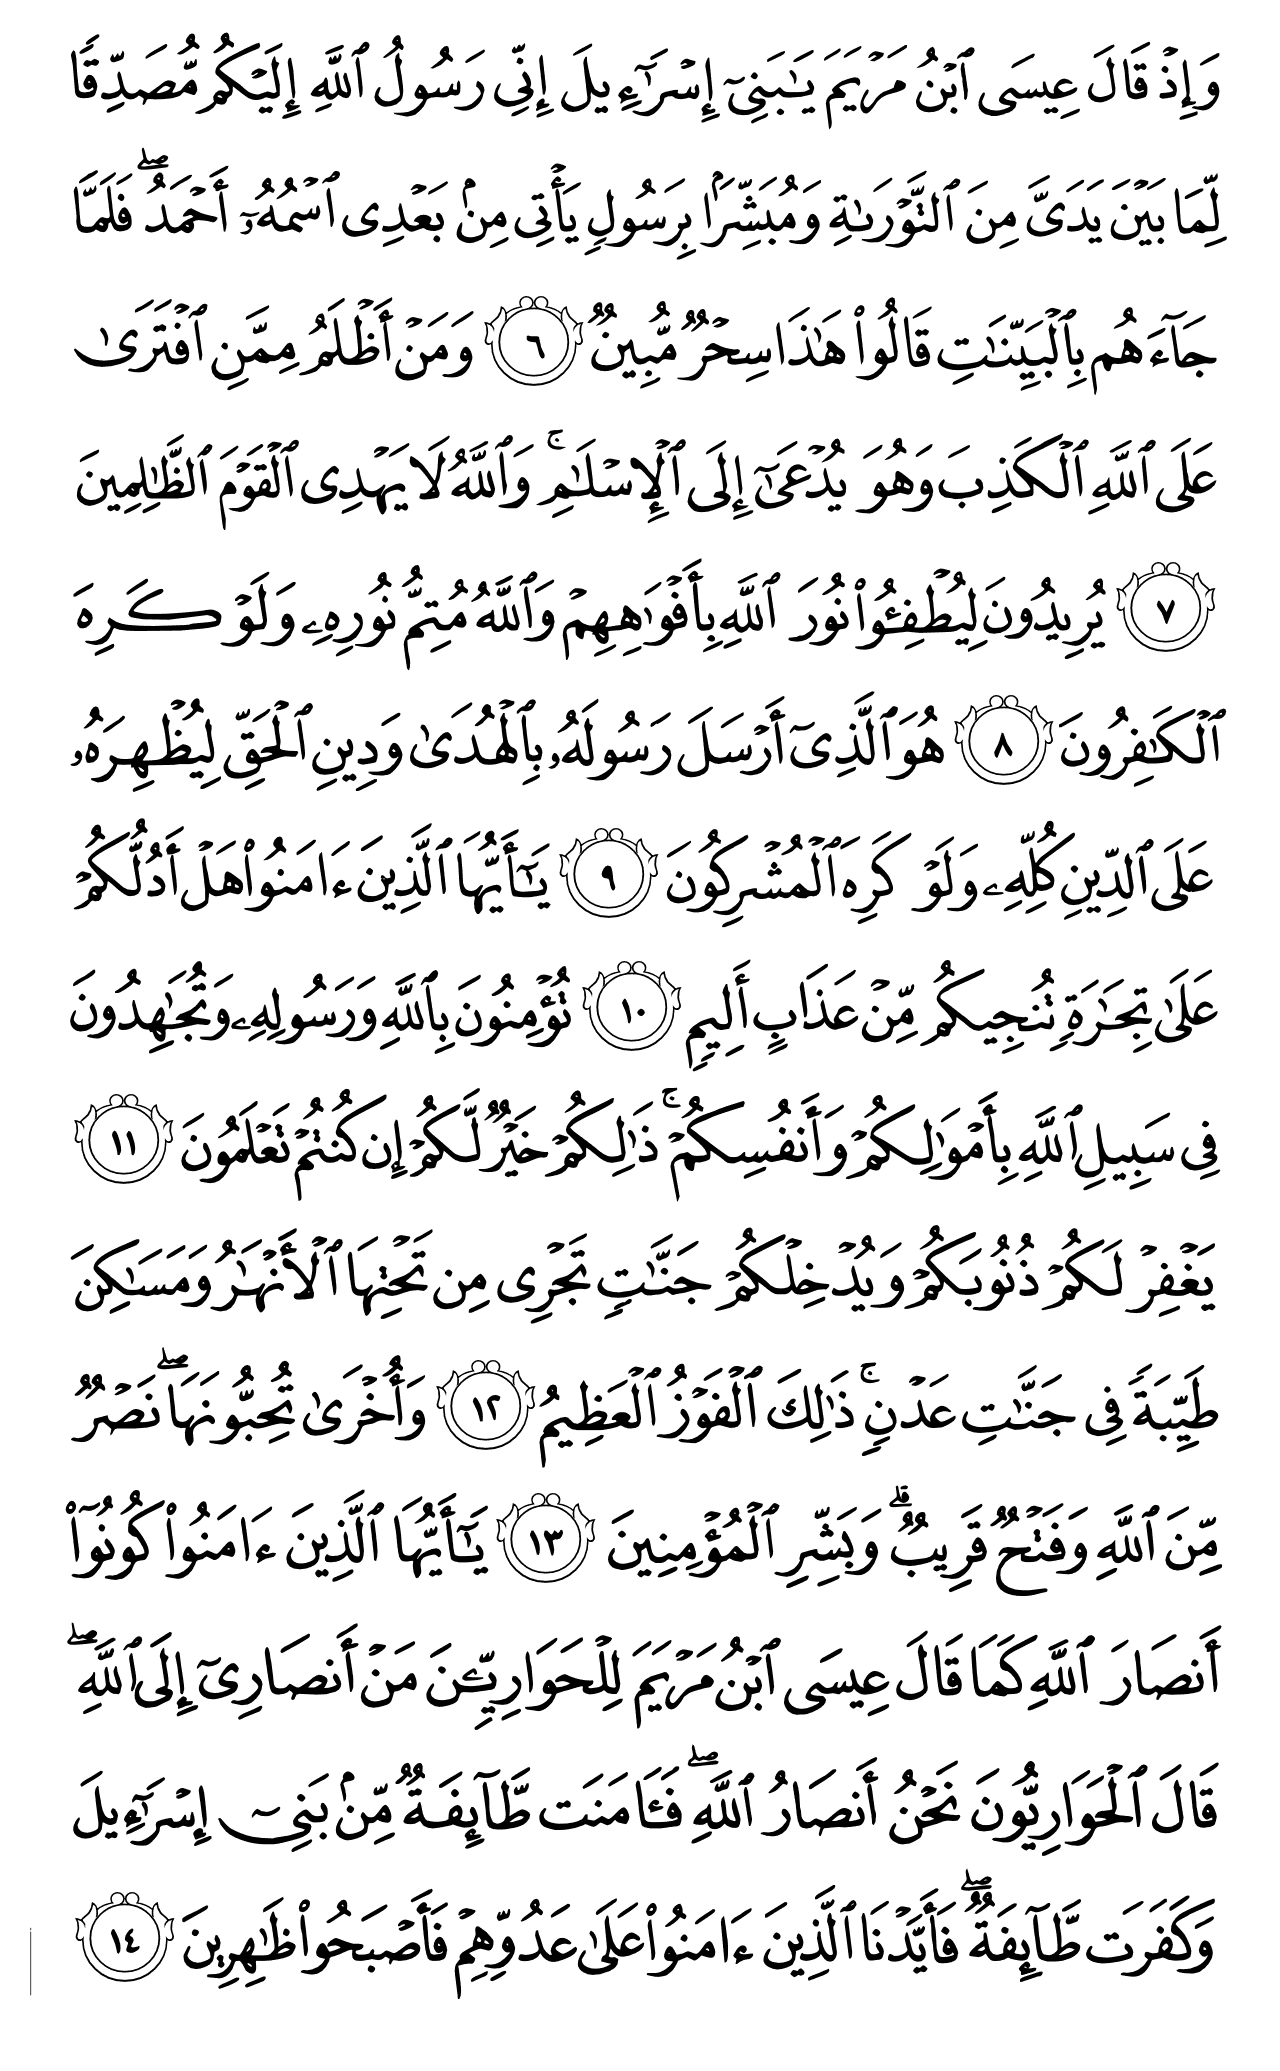 وَإِذْ قَالَ عِيسَى ٱبْنُ مَرْيَمَ يَـٰبَنِىٓ إِسْرَٰٓءِيلَ إِنِّى رَسُولُ ٱللَّهِ إِلَيْكُم مُّصَدِّقًا
لِّمَا بَيْنَ يَدَىَّ مِنَ ٱلتَّوْرَىٰةِ وَمُبَشِّرًۢا بِرَسُولٍ يَأْتِى مِنۢ بَعْدِى ٱسْمُهُۥٓ أَحْمَدُ ۖ فَلَمَّا
جَآءَهُم بِٱلْبَيِّنَـٰتِ قَالُوا۟ هَـٰذَا سِحْرٌ مُّبِينٌ ٦ وَمَنْ أَظْلَمُ مِمَّنِ ٱفْتَرَىٰ
عَلَى ٱللَّهِ ٱلْكَذِبَ وَهُوَ يُدْعَىٰٓ إِلَى ٱلْإِسْلَـٰمِ ۚ وَٱللَّهُ لَا يَهْدِى ٱلْقَوْمَ ٱلظَّـٰلِمِينَ
٧ يُرِيدُونَ لِيُطْفِـُٔوا۟ نُورَ ٱللَّهِ بِأَفْوَٰهِهِمْ وَٱللَّهُ مُتِمُّ نُورِهِۦ وَلَوْ كَرِهَ
ٱلْكَـٰفِرُونَ ٨ هُوَ ٱلَّذِىٓ أَرْسَلَ رَسُولَهُۥ بِٱلْهُدَىٰ وَدِينِ ٱلْحَقِّ لِيُظْهِرَهُۥ
عَلَى ٱلدِّينِ كُلِّهِۦ وَلَوْ كَرِهَ ٱلْمُشْرِكُونَ ٩ يَـٰٓأَيُّهَا ٱلَّذِينَ ءَامَنُوا۟ هَلْ أَدُلُّكُمْ
عَلَىٰ تِجَـٰرَةٍ تُنجِيكُم مِّنْ عَذَابٍ أَلِيمٍ ١٠ تُؤْمِنُونَ بِٱللَّهِ وَرَسُولِهِۦ وَتُجَـٰهِدُونَ
فِى سَبِيلِ ٱللَّهِ بِأَمْوَٰلِكُمْ وَأَنفُسِكُمْ ۚ ذَٰلِكُمْ خَيْرٌ لَّكُمْ إِن كُنتُمْ تَعْلَمُونَ ١١
يَغْفِرْ لَكُمْ ذُنُوبَكُمْ وَيُدْخِلْكُمْ جَنَّـٰتٍ تَجْرِى مِن تَحْتِهَا ٱلْأَنْهَـٰرُ وَمَسَـٰكِنَ
طَيِّبَةً فِى جَنَّـٰتِ عَدْنٍ ۚ ذَٰلِكَ ٱلْفَوْزُ ٱلْعَظِيمُ ١٢ وَأُخْرَىٰ تُحِبُّونَهَا ۖ نَصْرٌ
مِّنَ ٱللَّهِ وَفَتْحٌ قَرِيبٌ ۗ وَبَشِّرِ ٱلْمُؤْمِنِينَ ١٣ يَـٰٓأَيُّهَا ٱلَّذِينَ ءَامَنُوا۟ كُونُوٓا۟
أَنصَارَ ٱللَّهِ كَمَا قَالَ عِيسَى ٱبْنُ مَرْيَمَ لِلْحَوَارِيِّـۧنَ مَنْ أَنصَارِىٓ إِلَى ٱللَّهِ ۖ
قَالَ ٱلْحَوَارِيُّونَ نَحْنُ أَنصَارُ ٱللَّهِ ۖ فَـَٔامَنَت طَّآئِفَةٌ مِّنۢ بَنِىٓ إِسْرَٰٓءِيلَ
وَكَفَرَت طَّآئِفَةٌ ۖ فَأَيَّدْنَا ٱلَّذِينَ ءَامَنُوا۟ عَلَىٰ عَدُوِّهِمْ فَأَصْبَحُوا۟ ظَـٰهِرِينَ ١٤